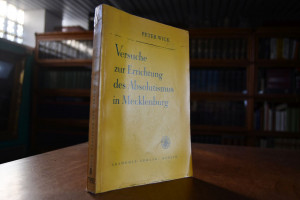 PETER WICK
Versuche
zur Errichtung
des Absolutismus
in Mecklenburg